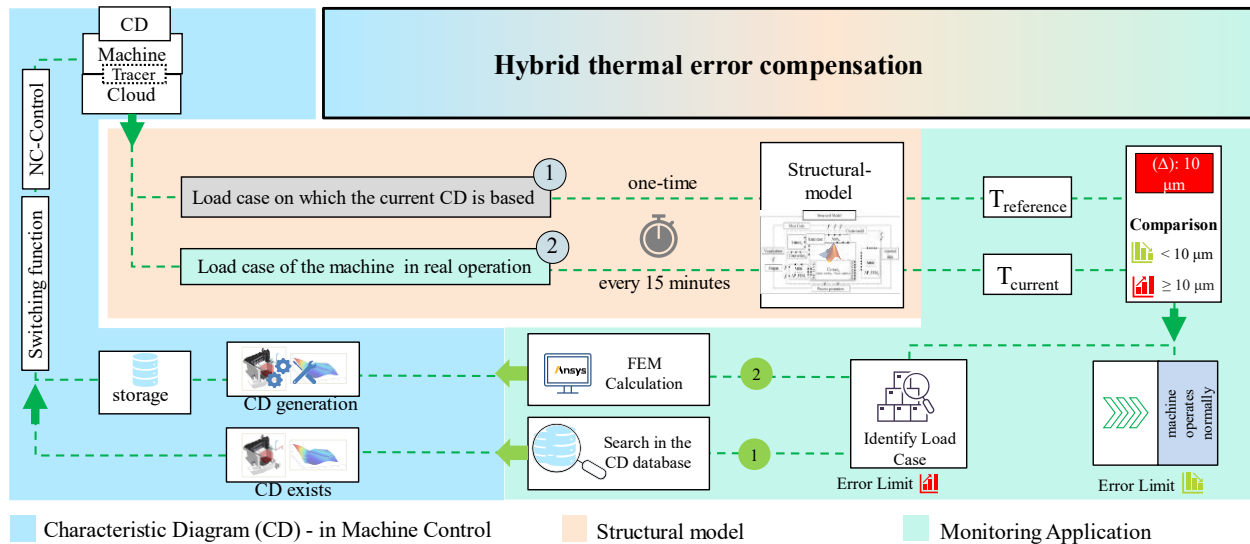 CD
Machine
Tracer
Cloud
Hybrid thermal error compensation
NC-Control
Switching function
1
Load case on which the current CD is based
one-time
2
Load case of the machine in real operation
every 15 minutes
Structural-
model
T reference
T current
(Δ): 10
μm
Comparison
< 10 μm
≥ 10 μm
storage
CD generation
CD exists
Ansys
FEM
Calculation
2
Search in the
CD database
1
Identify Load
Case
Error Limit
machine
operates
normally
Error Limit
Characteristic Diagram (CD) - in Machine Control
Structural model
Monitoring Application